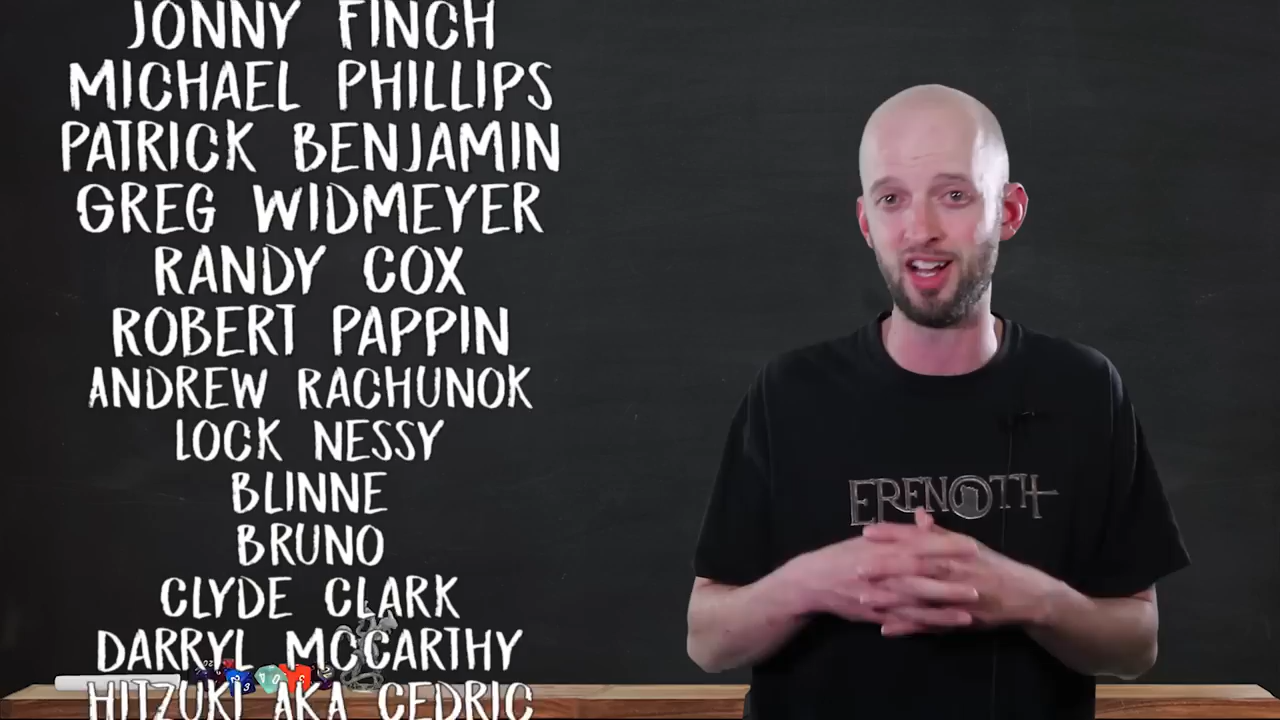 JONNY FINCH
MICHAEL PHILLIPS
PATRICK BENJAMIN
GREG WIDMEYER
RANDY COX
ROBERT PAPPIN
ANDREW RACHUNOK
LOCK NESSY
BLINNE
BRUNO
CLYDE CLARK
DARRYL MCCARTHY
HITZUKI AKA CEDRIC
ERENOTH